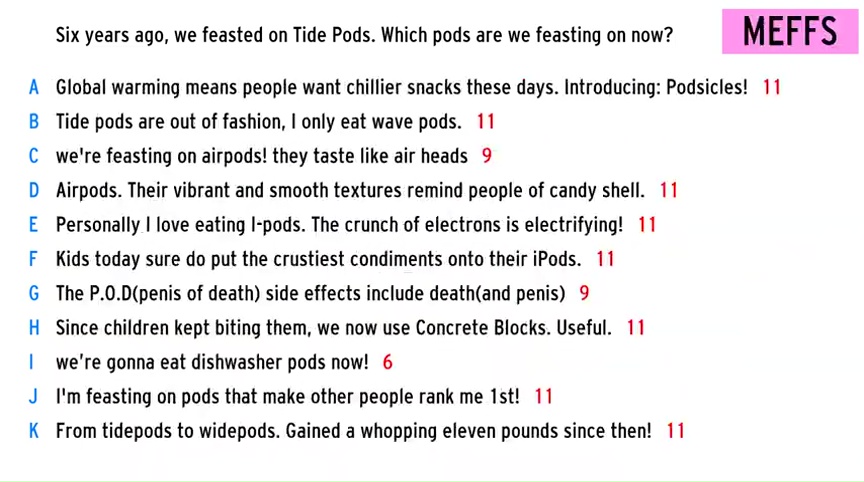 Six years ago, we feasted on Tide Pods. Which pods are we feasting on now?
MEFFS
A Global warming means people want chillier snacks these days. Introducing: Podsicles! 11
B Tide pods are out of fashion, I only eat wave pods. 11
C we're feasting on airpods! they taste like air heads 9
D Airpods. Their vibrant and smooth textures remind people of candy shell. 11
E Personally I love eating I-pods. The crunch of electrons is electrifying! 11
F Kids today sure do put the crustiest condiments onto their iPods. 11
G The P.O.D(penis of death) side effects include death(and penis) 9
H Since children kept biting them, we now use Concrete Blocks. Useful. 11
I we're gonna eat dishwasher pods now! 6
J I'm feasting on pods that make other people rank me 1st! 11
K From tidepods to widepods. Gained a whopping eleven pounds since then! 11